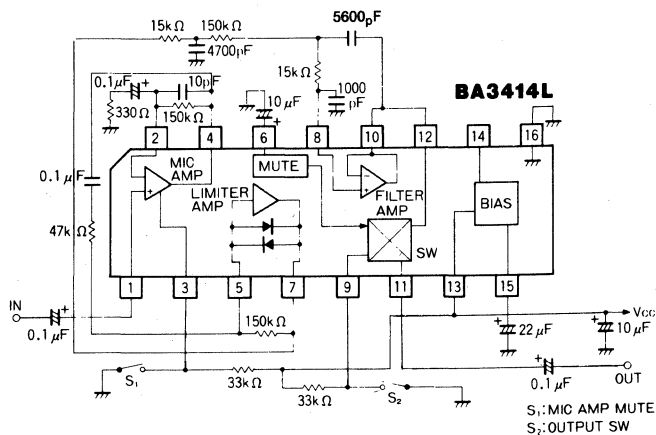 15kΩ 150kΩ 5600pF
4700pF
0.1μF + 10pF 15kΩ 1000 pF
BA3414L
330Ω 150kΩ 10μF +
2 4 6 8 10 12 14 16
MIC AMP
MUTE
LIMITER AMP
FILTER AMP
BIAS
SW
0.1μF
47kΩ
1 3 5 7 9 11 13 15
IN
+
0.1μF
150kΩ
+ 22μF
Vcc
+ 10μF
S₁
33kΩ
33kΩ
S₂
+
0.1μF
OUT
S₁:MIC AMP MUTE
S₂:OUTPUT SW